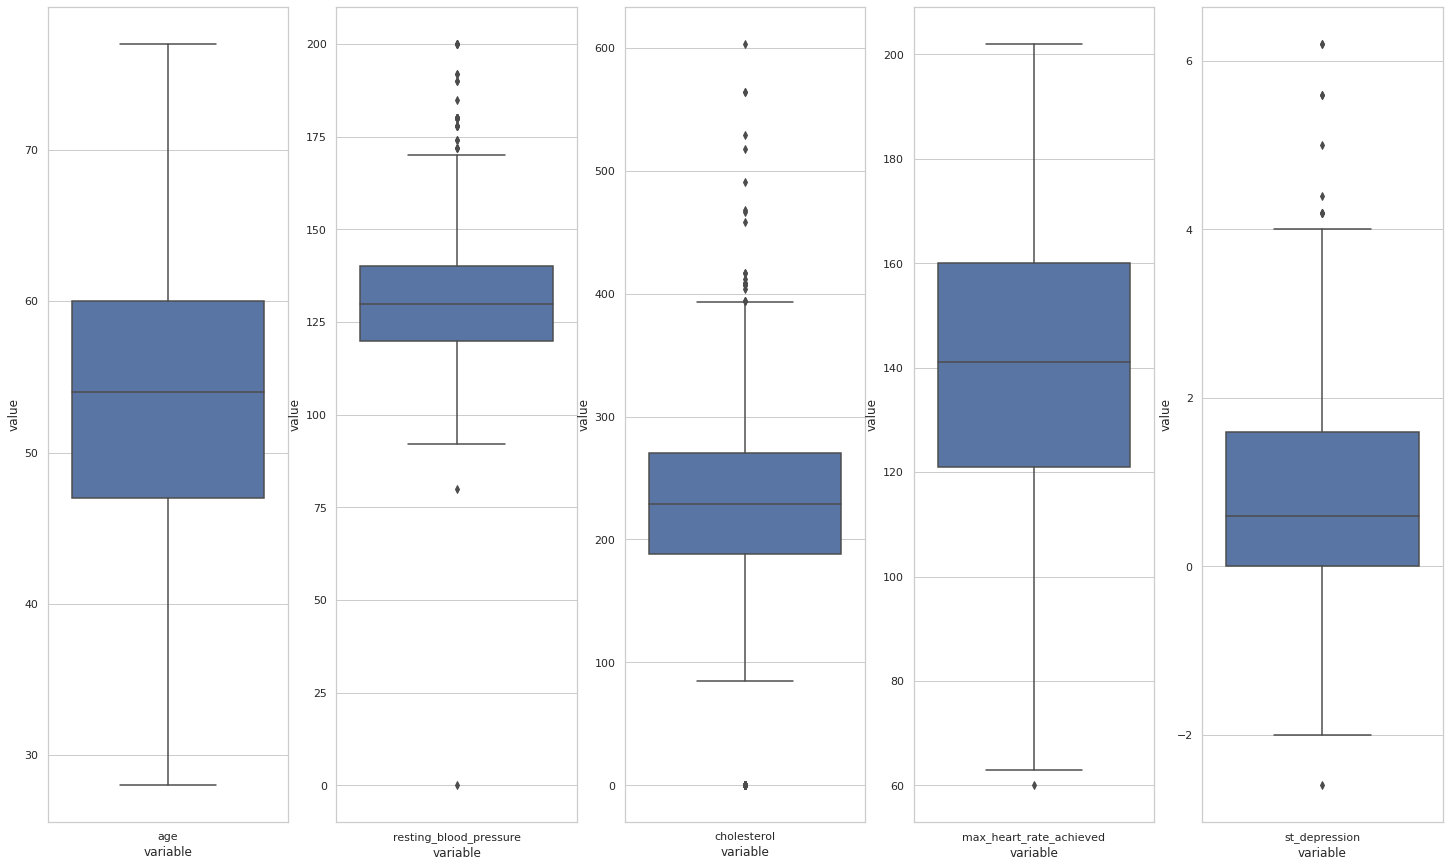 value
70
60
50
40
30
age
variable
value
200
175
150
125
100
75
50
25
0
resting_blood_pressure
variable
value
600
500
400
300
200
100
0
cholesterol
variable
value
200
180
160
140
120
100
80
60
max_heart_rate_achieved
variable
value
6
4
2
0
−2
st_depression
variable